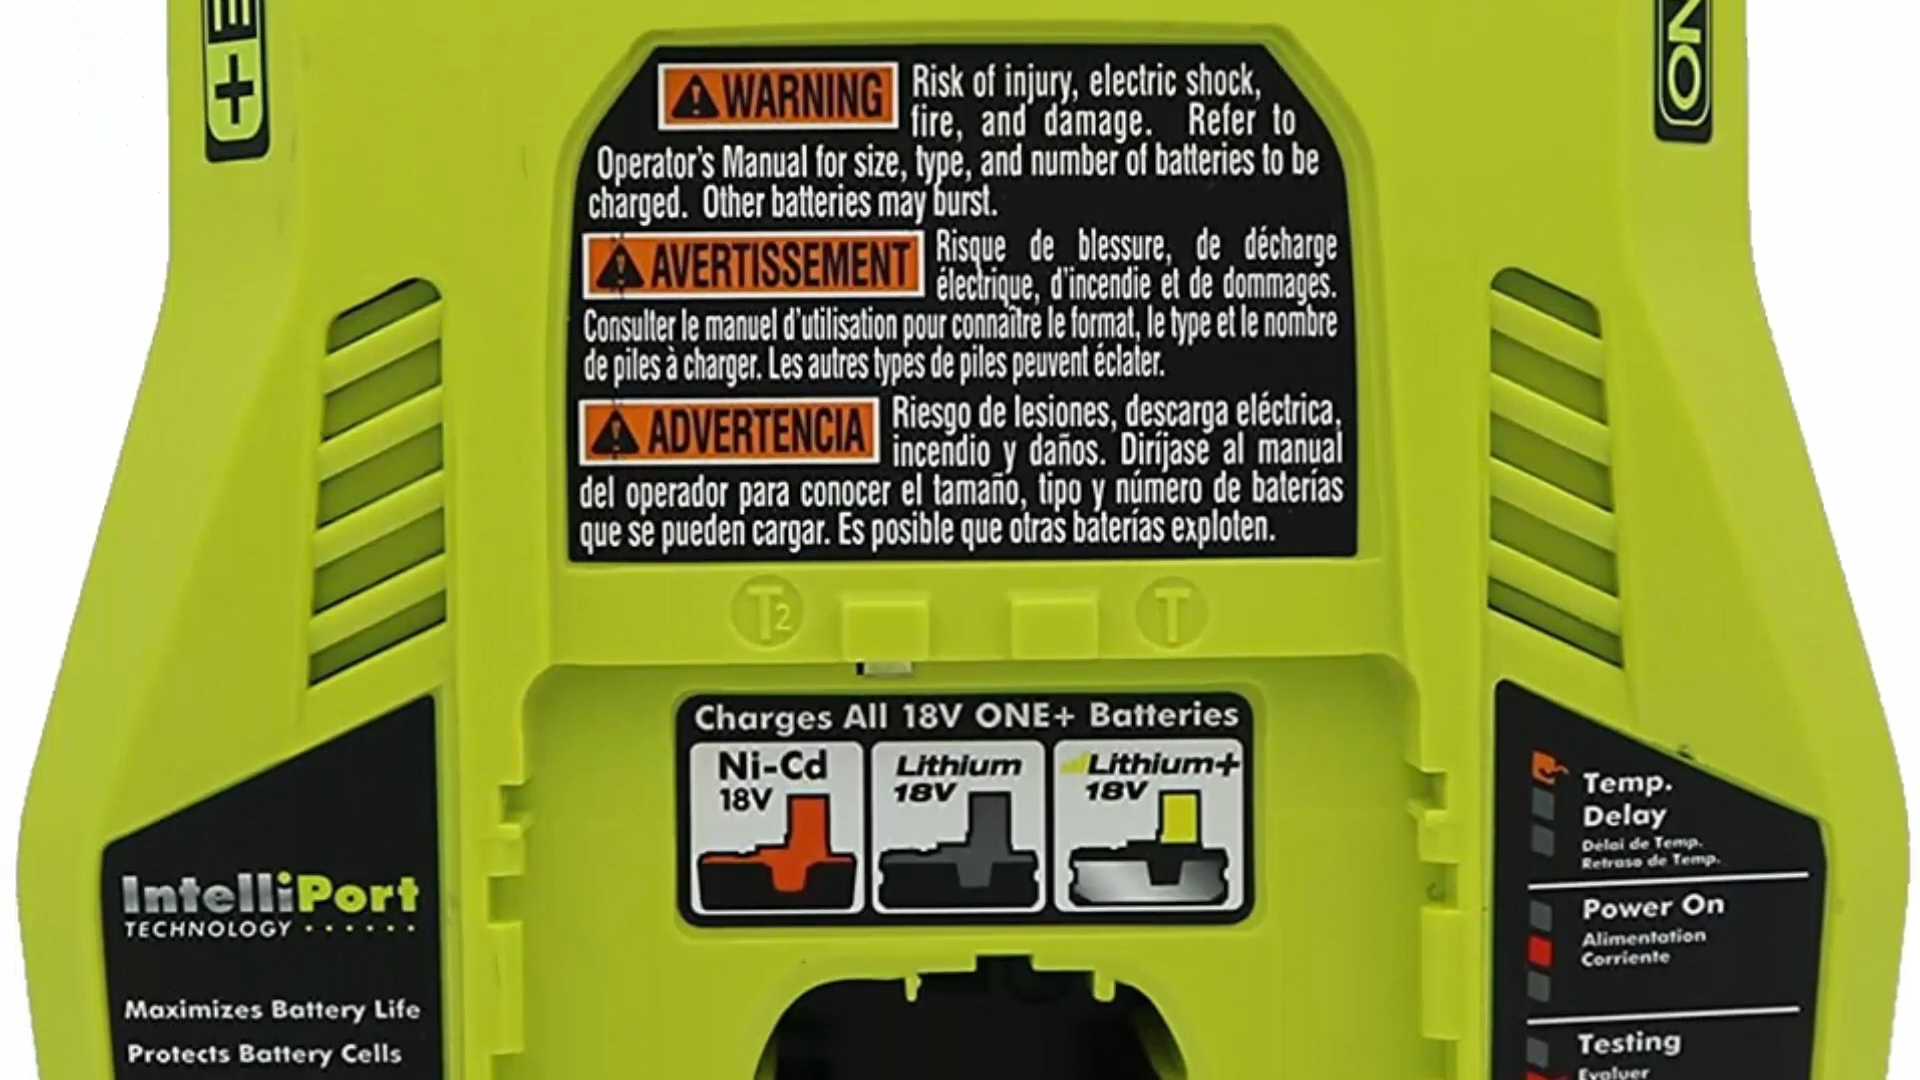 E+
ONE
WARNING Risk of injury, electric shock,
fire, and damage. Refer to
Operator's Manual for size, type, and number of batteries to be
charged. Other batteries may burst.
AVERTISSEMENT Risque de blessure, de décharge
électrique, d'incendie et de dommages.
Consulter le manuel d'utilisation pour connaître le format, le type et le nombre
de piles à charger. Les autres types de piles peuvent éclater.
ADVERTENCIA Riesgo de lesiones, descarga eléctrica,
incendio y daños. Diríjase al manual
del operador para conocer el tamaño, tipo y número de baterías
que se pueden cargar. Es posible que otras baterías exploten.
T2
T
Charges All 18V ONE+ Batteries
Ni-Cd
18V
Lithium
18V
Lithium+
18V
IntelliPort
TECHNOLOGY
Maximizes Battery Life
Protects Battery Cells
Temp.
Delay
Délai de Temp.
Retraso de Temp.
Power On
Alimentation
Corriente
Testing
Evaluer